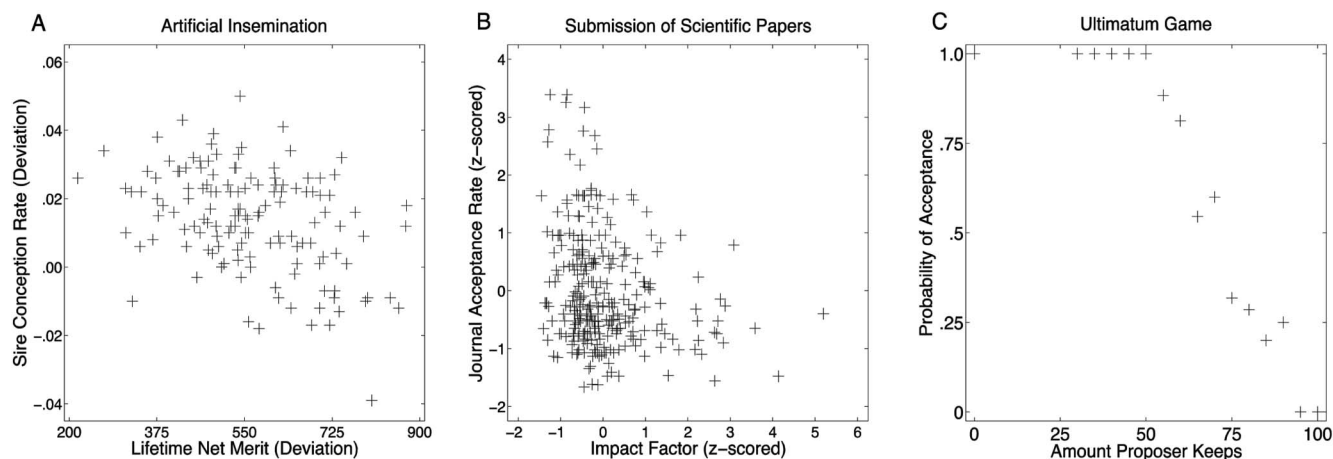 A
Artificial Insemination
Sire Conception Rate (Deviation)
.06
.04
.02
.00
-.02
-.04
200 375 550 725 900
Lifetime Net Merit (Deviation)
B
Submission of Scientific Papers
Journal Acceptance Rate (z-scored)
4
3
2
1
0
-1
-2
-2 -1 0 1 2 3 4 5 6
Impact Factor (z-scored)
C
Ultimatum Game
Probability of Acceptance
1.0
.75
.5
.25
0
0 25 50 75 100
Amount Proposer Keeps